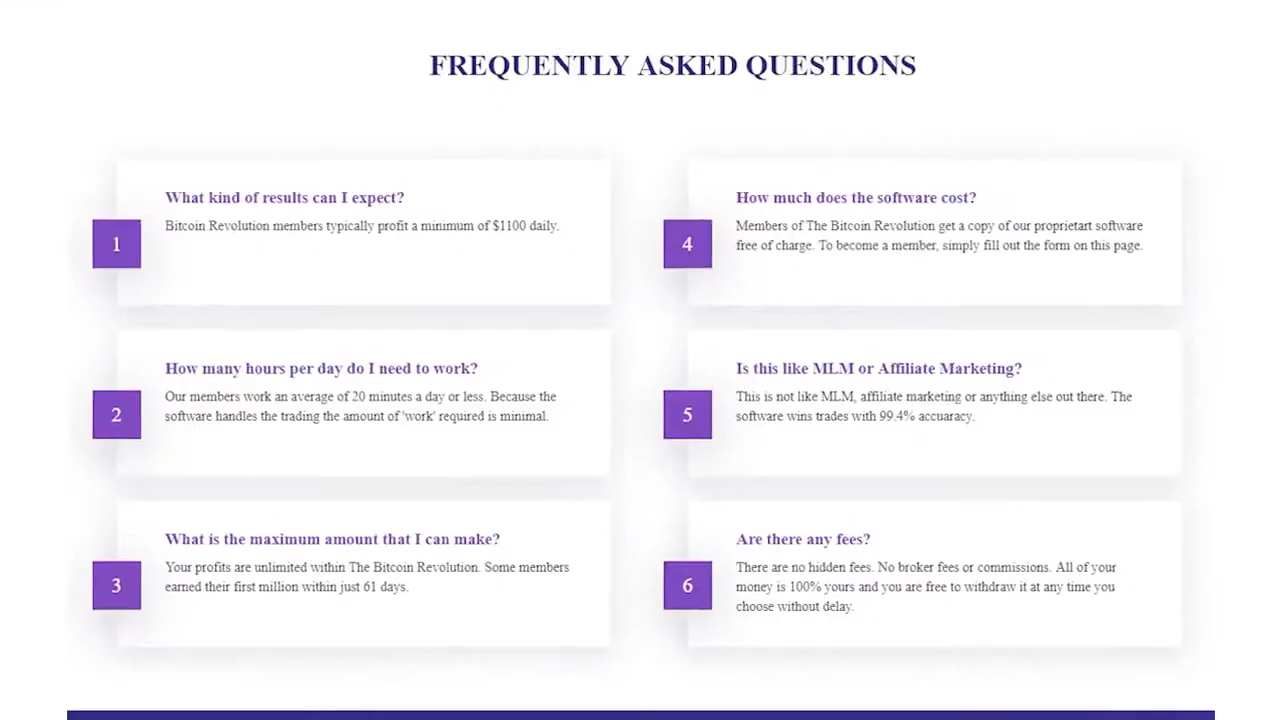 FREQUENTLY ASKED QUESTIONS
1
What kind of results can I expect?
Bitcoin Revolution members typically profit a minimum of $1100 daily.
2
How many hours per day do I need to work?
Our members work an average of 20 minutes a day or less. Because the
software handles the trading the amount of 'work' required is minimal.
3
What is the maximum amount that I can make?
Your profits are unlimited within The Bitcoin Revolution. Some members
earned their first million within just 61 days.
4
How much does the software cost?
Members of The Bitcoin Revolution get a copy of our proprietart software
free of charge. To become a member, simply fill out the form on this page.
5
Is this like MLM or Affiliate Marketing?
This is not like MLM, affiliate marketing or anything else out there. The
software wins trades with 99.4% accuaracy.
6
Are there any fees?
There are no hidden fees. No broker fees or commissions. All of your
money is 100% yours and you are free to withdraw it at any time you
choose without delay.